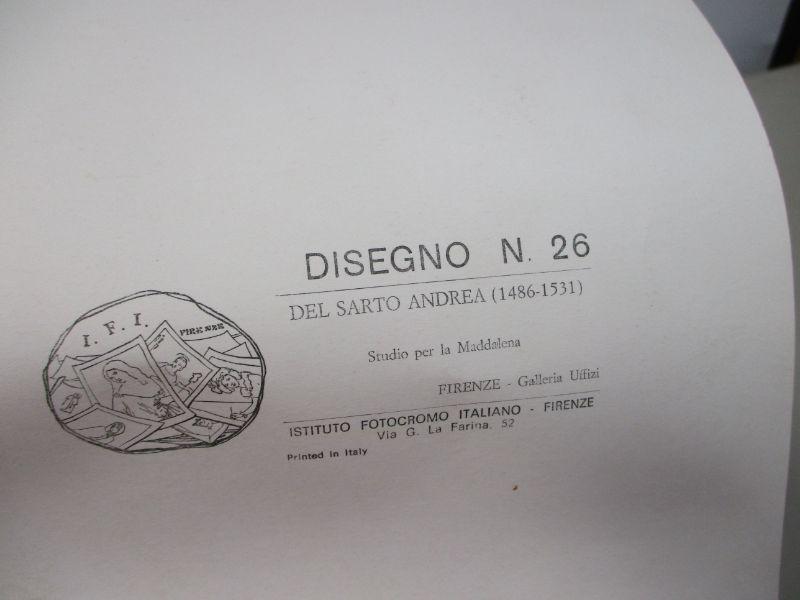 DISEGNO N. 26
DEL SARTO ANDREA (1486-1531)
Studio per la Maddalena
FIRENZE - Galleria Uffizi
ISTITUTO FOTOCROMO ITALIANO - FIRENZE
Via G. La Farina, 52
Printed in Italy
I. F. I. FIRENZE